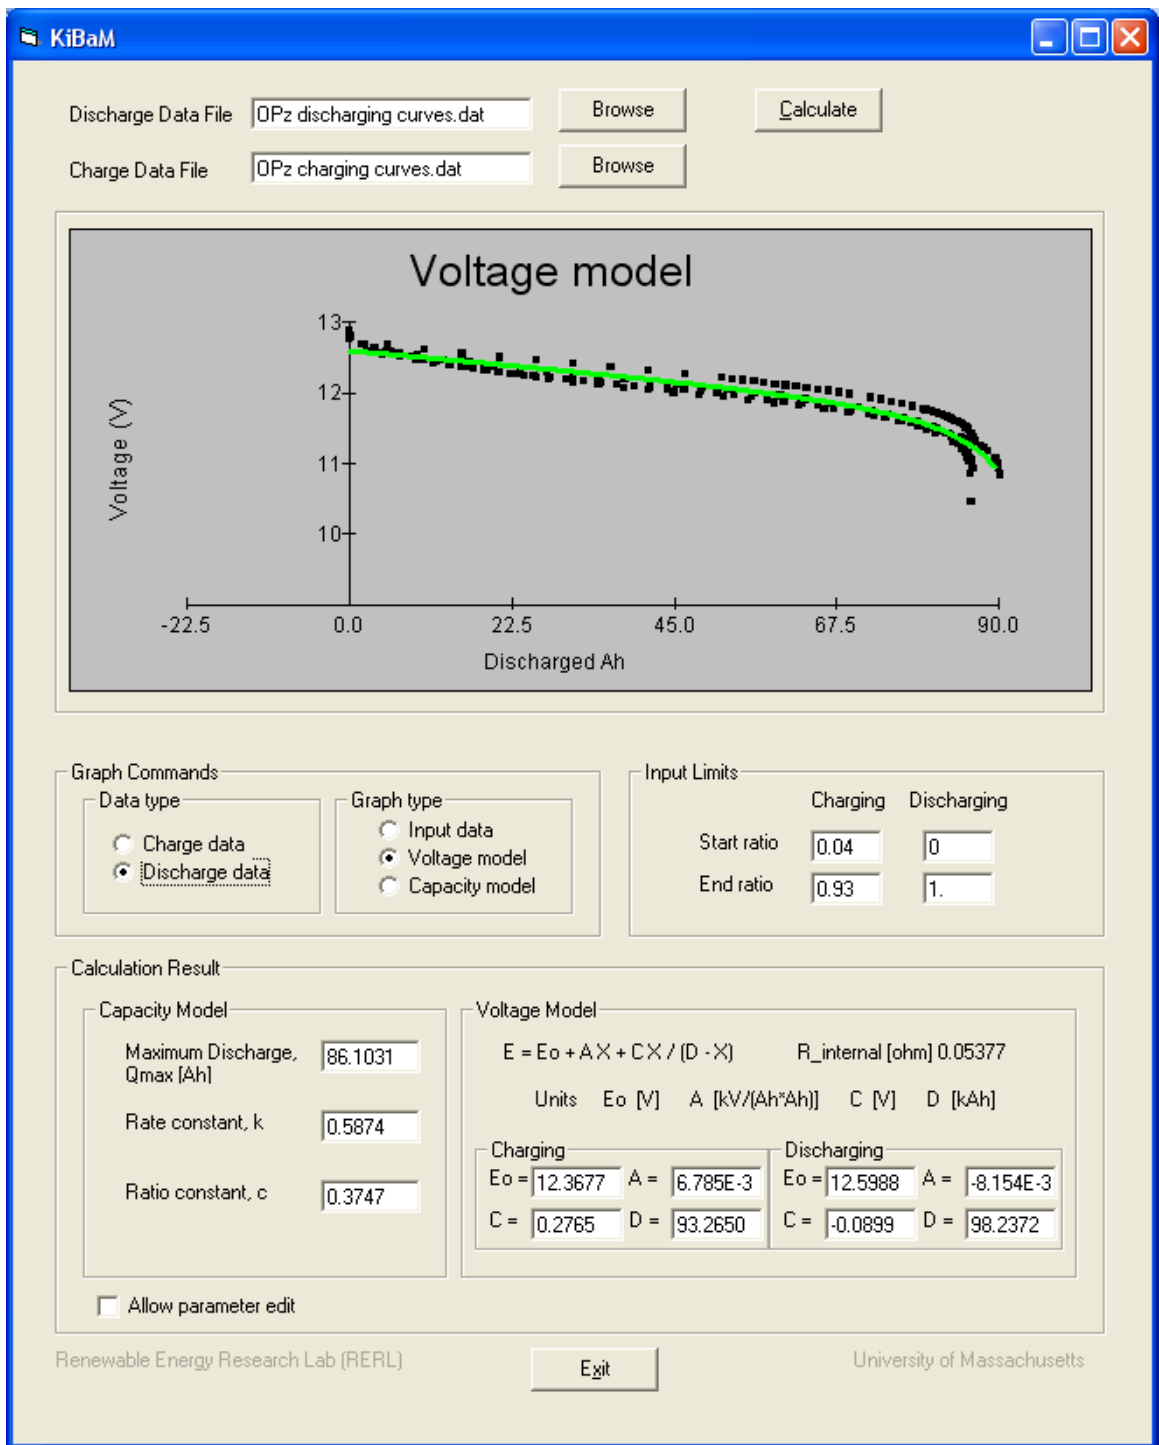 KiBaM
Discharge Data File OPz discharging curves.dat Browse Calculate
Charge Data File OPz charging curves.dat Browse
Voltage model
13
12
11
10
Voltage (V)
-22.5 0.0 22.5 45.0 67.5 90.0
Discharged Ah
Graph Commands
Data type
Charge data
Discharge data
Graph type
Input data
Voltage model
Capacity model
Input Limits
Charging Discharging
Start ratio 0.04 0
End ratio 0.93 1.
Calculation Result
Capacity Model
Maximum Discharge, 86.1031
Qmax [Ah]
Rate constant, k 0.5874
Ratio constant, c 0.3747
Voltage Model
E = Eo + A X + C X / (D - X) R_internal [ohm] 0.05377
Units Eo [V] A [kV/(Ah*Ah)] C [V] D [kAh]
Charging
Eo = 12.3677 A = 6.785E-3
C = 0.2765 D = 93.2650
Discharging
Eo = 12.5988 A = -8.154E-3
C = -0.0899 D = 98.2372
Allow parameter edit
Renewable Energy Research Lab (RERL) Exit University of Massachusetts